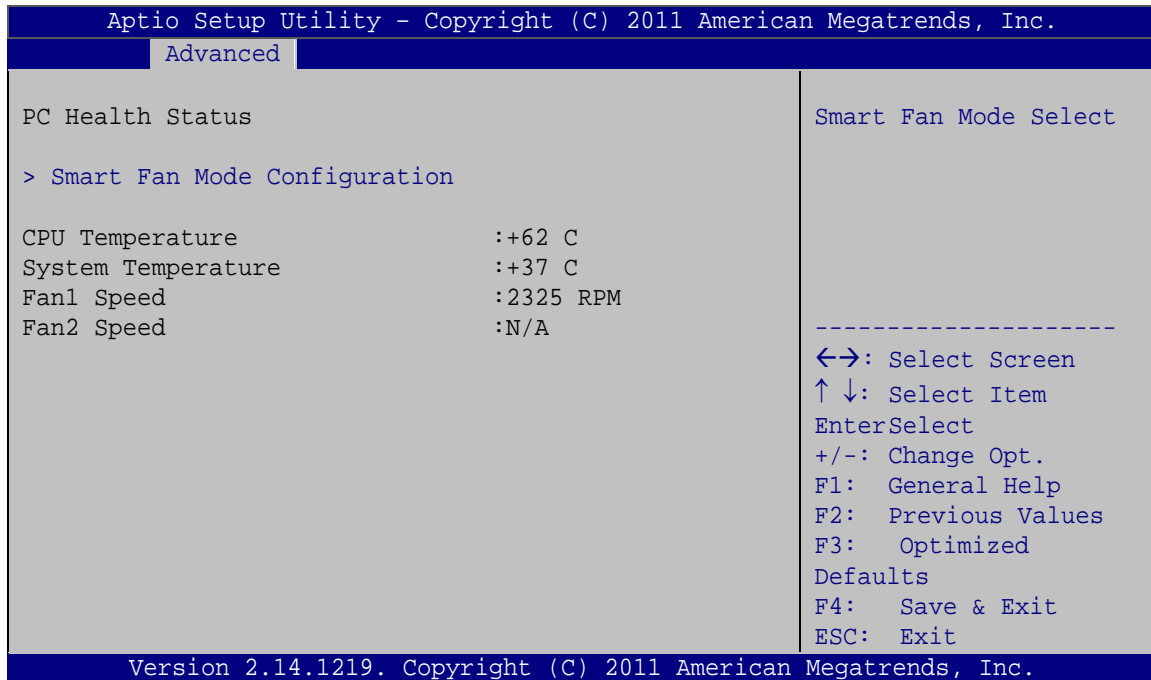 Aptio Setup Utility – Copyright (C) 2011 American Megatrends, Inc.
Advanced
PC Health Status
> Smart Fan Mode Configuration
CPU Temperature :+62 C
System Temperature :+37 C
Fan1 Speed :2325 RPM
Fan2 Speed :N/A
Smart Fan Mode Select
---------------------
←→: Select Screen
↑ ↓: Select Item
EnterSelect
+/-: Change Opt.
F1: General Help
F2: Previous Values
F3: Optimized
Defaults
F4: Save & Exit
ESC: Exit
Version 2.14.1219. Copyright (C) 2011 American Megatrends, Inc.